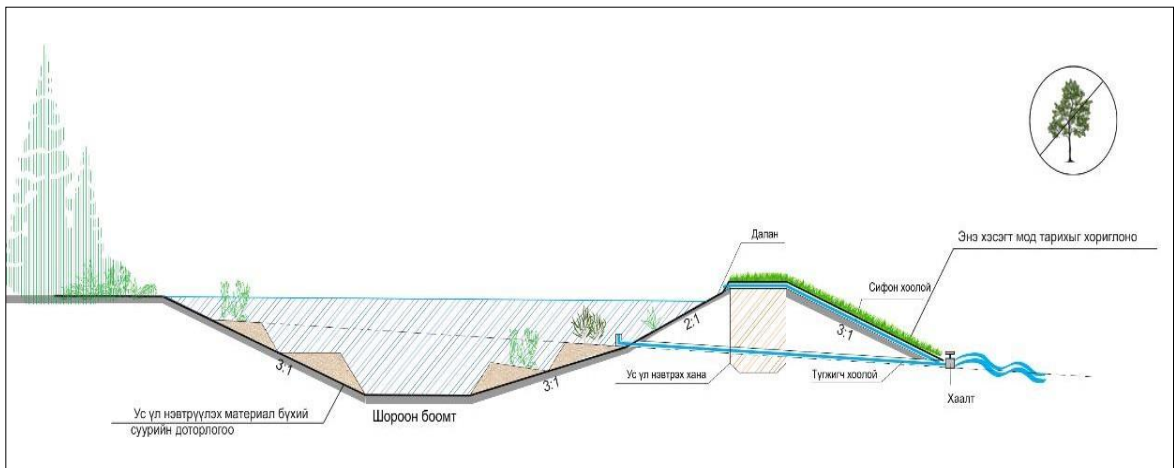 Далан
Энэ хэсэгт мод тарихыг хориглоно
Сифон хоолой
2:1
3:1
3:1
3:1
Ус үл нэвтрэх хана
Түгжигч хоолой
Хаалт
Ус үл нэвтрүүлэх материал бүхий
суурийн доторлогоо
Шороон боомт